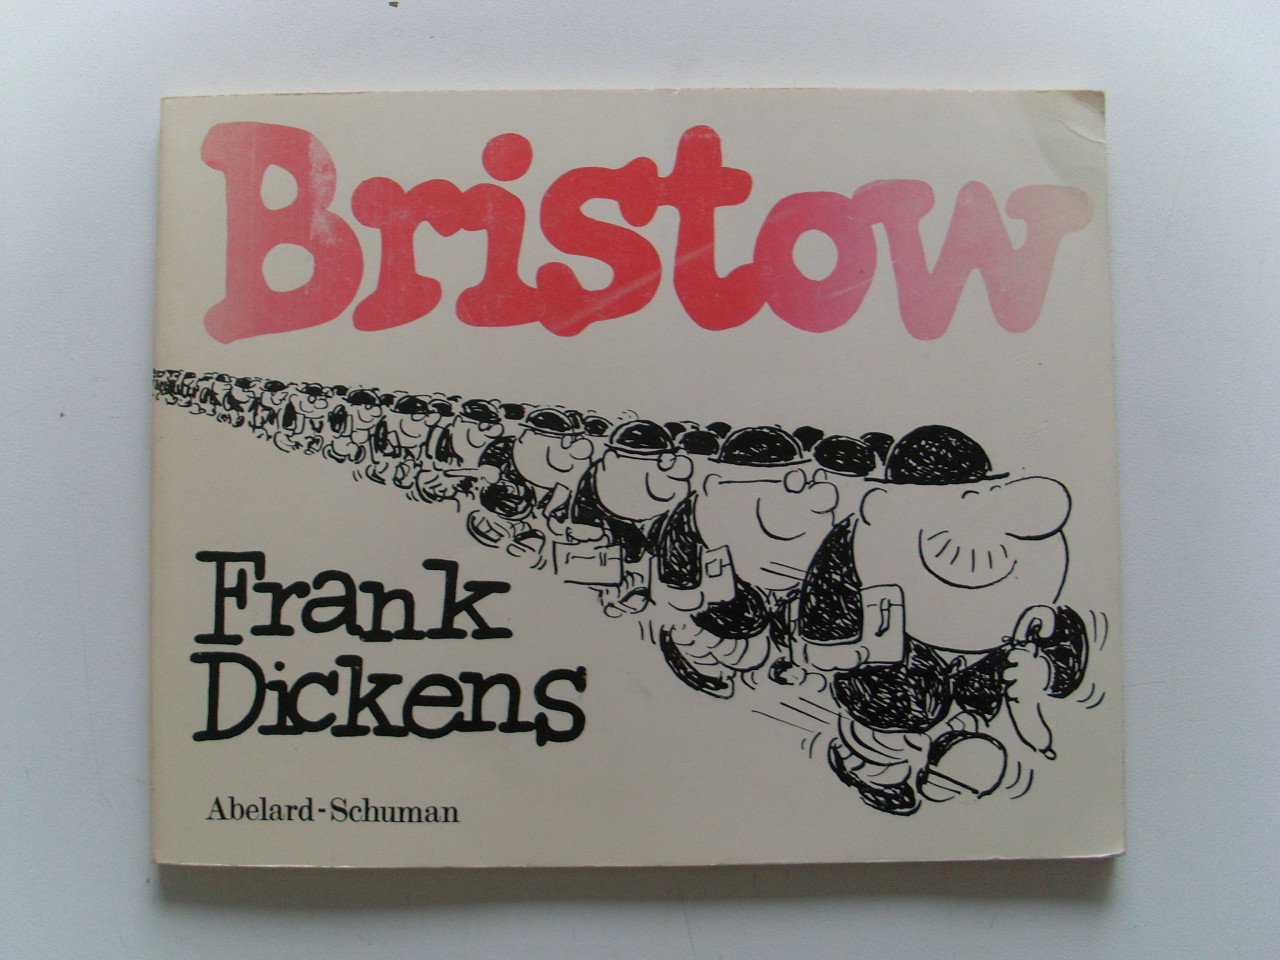 Bristow
Frank
Dickens
Abelard-Schuman